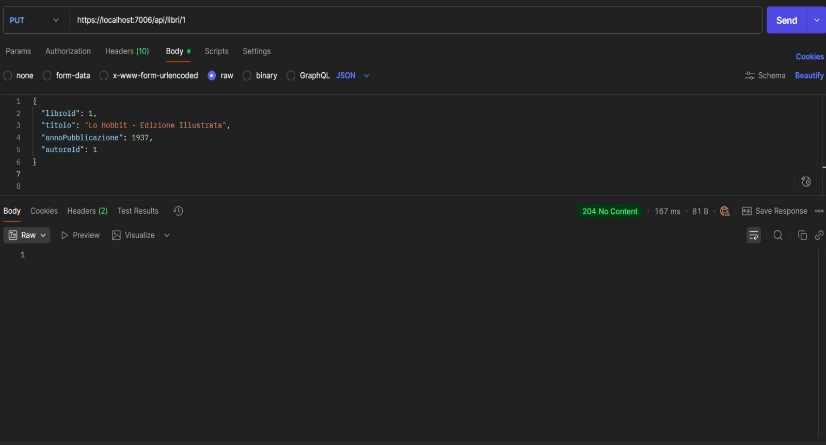 PUT https://localhost:7006/api/libri/1 Send
Params Authorization Headers (10) Body Scripts Settings Cookies
none form-data x-www-form-urlencoded raw binary GraphQL JSON Schema Beautify
1 {
2 "libroId": 1,
3 "titolo": "Lo Hobbit - Edizione Illustrata",
4 "annoPubblicazione": 1937,
5 "autoreId": 1
6 }
7
8
Body Cookies Headers (2) Test Results 204 No Content · 167 ms · 81 B · Save Response
Raw Preview Visualize
1